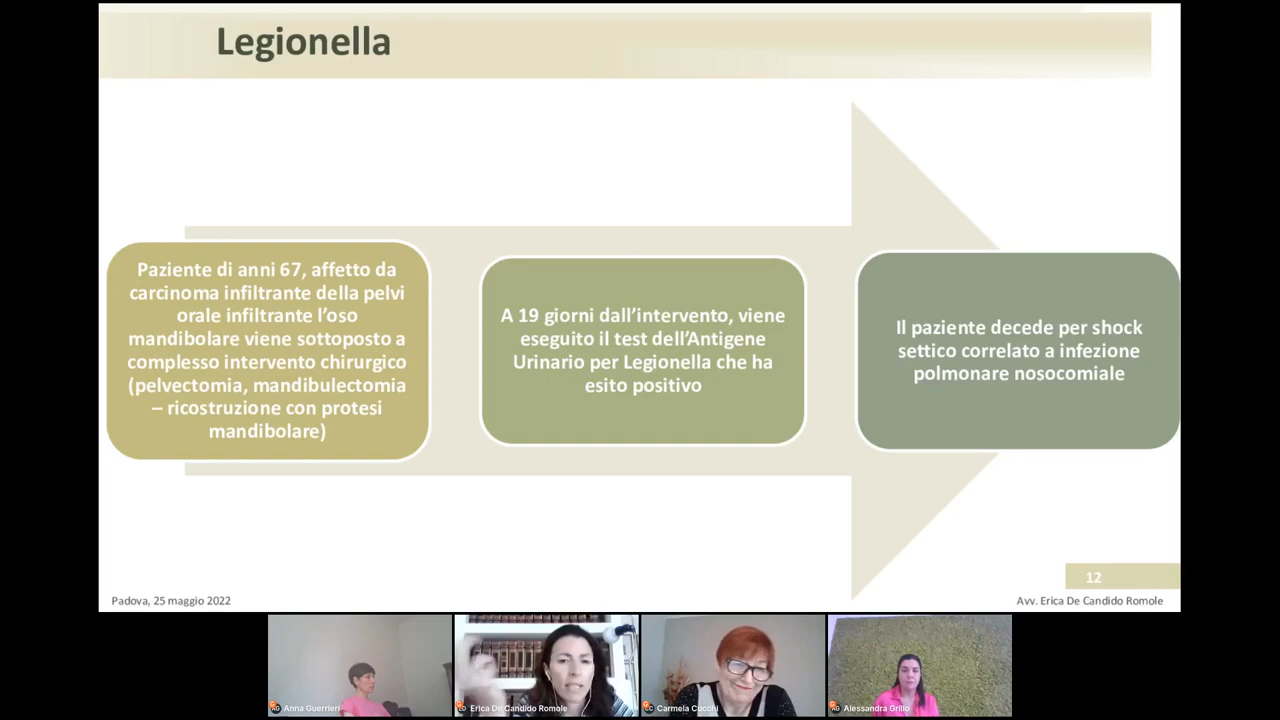 Legionella
Paziente di anni 67, affetto da
carcinoma infiltrante della pelvi
orale infiltrante l'oso
mandibolare viene sottoposto a
complesso intervento chirurgico
(pelvectomia, mandibulectomia
– ricostruzione con protesi
mandibolare)
A 19 giorni dall'intervento, viene
eseguito il test dell'Antigene
Urinario per Legionella che ha
esito positivo
Il paziente decede per shock
settico correlato a infezione
polmonare nosocomiale
12
Padova, 25 maggio 2022
Avv. Erica De Candido Romole
Anna Guerrieri
Erica De Candido Romole
Carmela Cucchi
Alessandra Grillo